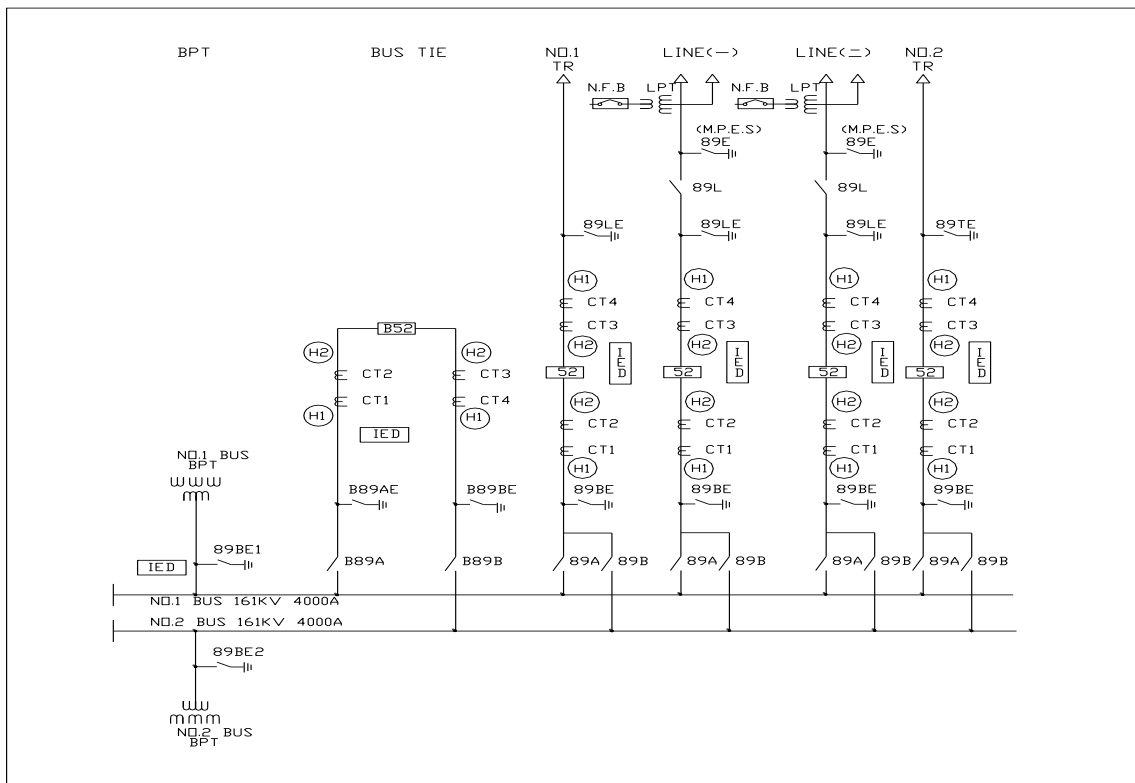 BPT BUS TIE NO.1 LINE(一) LINE(二) NO.2
TR TR
N.F.B LPT N.F.B LPT
(M.P.E.S) (M.P.E.S)
89E 89E
89L 89L
89LE 89LE 89LE 89TE
H1 H1 H1 H1
CT4 CT4 CT4 CT4
CT3 CT3 CT3 CT3
B52
H2 H2 H2 H2 H2 H2
IED IED IED IED
CT2 CT3 52 52 52 52
CT1 CT4 H2 H2 H2 H2
H1 H1
CT2 CT2 CT2 CT2
IED
CT1 CT1 CT1 CT1
NO.1 BUS
BPT
H1 H1 H1 H1
B89AE B89BE 89BE 89BE 89BE 89BE
89BE1
IED
B89A B89B 89A 89B 89A 89B 89A 89B 89A 89B
NO.1 BUS 161KV 4000A
NO.2 BUS 161KV 4000A
89BE2
NO.2 BUS
BPT